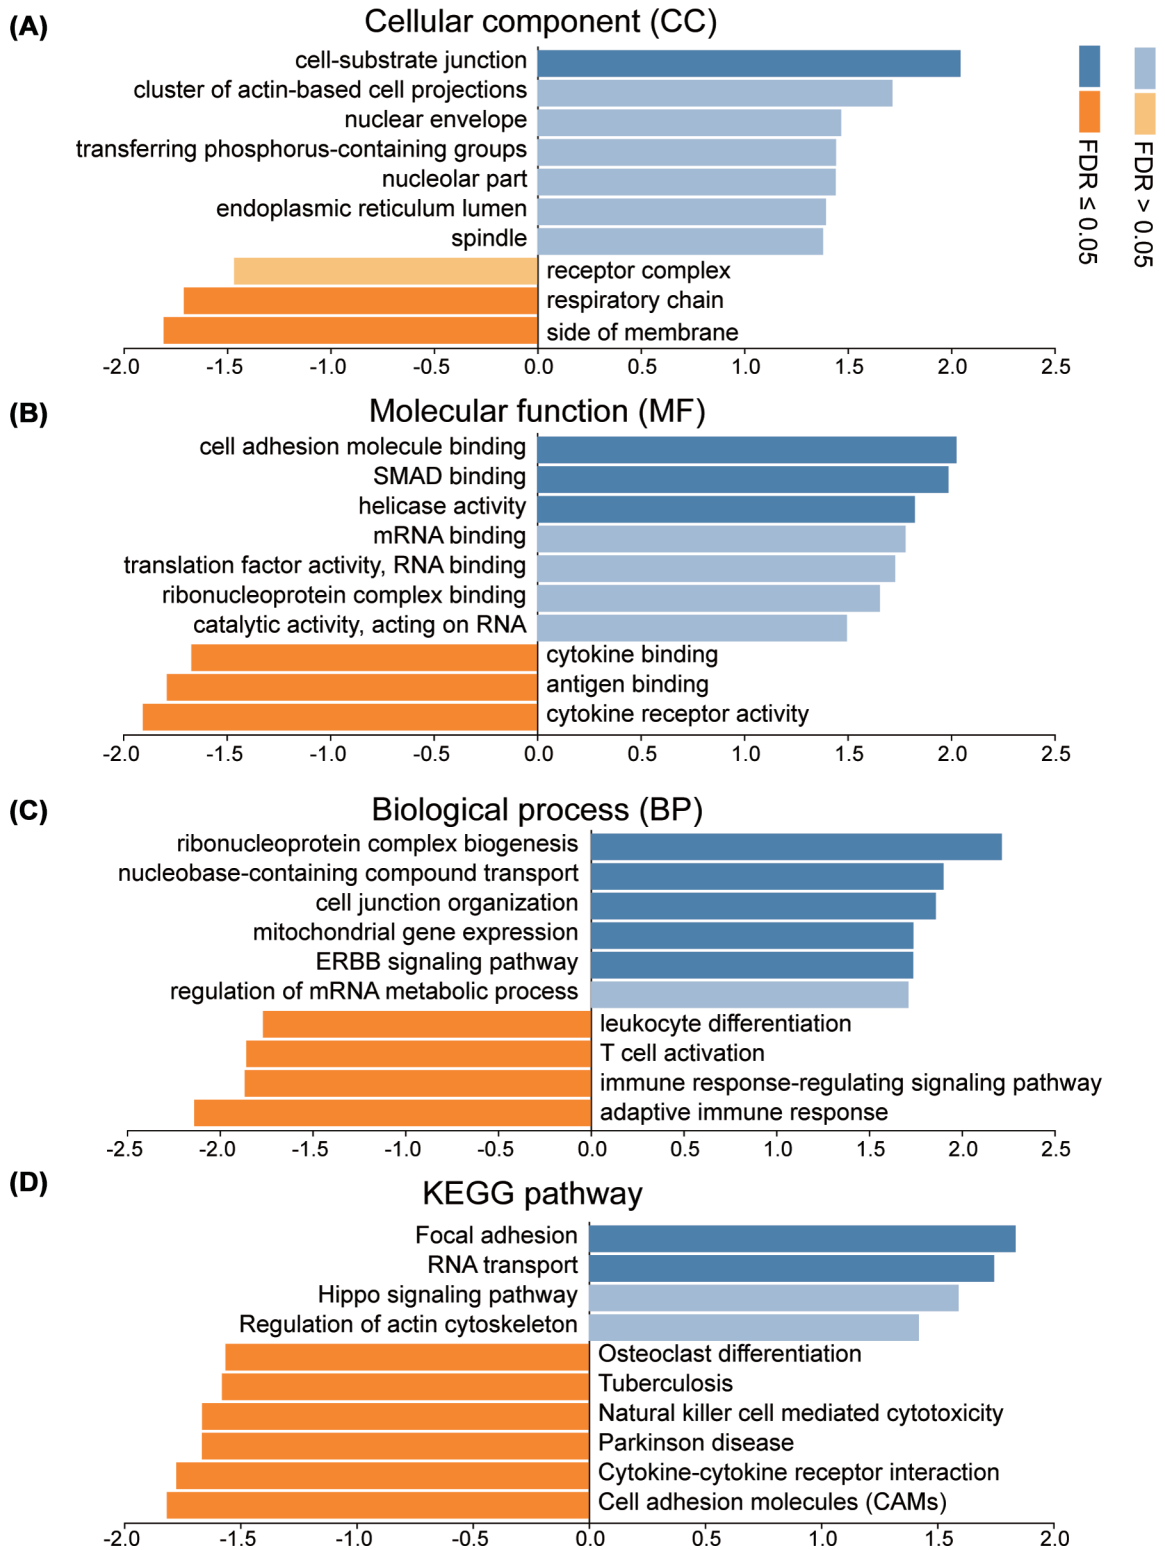 (A)
Cellular component (CC)
cell-substrate junction
cluster of actin-based cell projections
nuclear envelope
transferring phosphorus-containing groups
nucleolar part
endoplasmic reticulum lumen
spindle
receptor complex
respiratory chain
side of membrane
-2.0 -1.5 -1.0 -0.5 0.0 0.5 1.0 1.5 2.0 2.5
FDR ≤ 0.05
FDR > 0.05
(B)
Molecular function (MF)
cell adhesion molecule binding
SMAD binding
helicase activity
mRNA binding
translation factor activity, RNA binding
ribonucleoprotein complex binding
catalytic activity, acting on RNA
cytokine binding
antigen binding
cytokine receptor activity
-2.0 -1.5 -1.0 -0.5 0.0 0.5 1.0 1.5 2.0 2.5
(C)
Biological process (BP)
ribonucleoprotein complex biogenesis
nucleobase-containing compound transport
cell junction organization
mitochondrial gene expression
ERBB signaling pathway
regulation of mRNA metabolic process
leukocyte differentiation
T cell activation
immune response-regulating signaling pathway
adaptive immune response
-2.5 -2.0 -1.5 -1.0 -0.5 0.0 0.5 1.0 1.5 2.0 2.5
(D)
KEGG pathway
Focal adhesion
RNA transport
Hippo signaling pathway
Regulation of actin cytoskeleton
Osteoclast differentiation
Tuberculosis
Natural killer cell mediated cytotoxicity
Parkinson disease
Cytokine-cytokine receptor interaction
Cell adhesion molecules (CAMs)
-2.0 -1.5 -1.0 -0.5 0.0 0.5 1.0 1.5 2.0